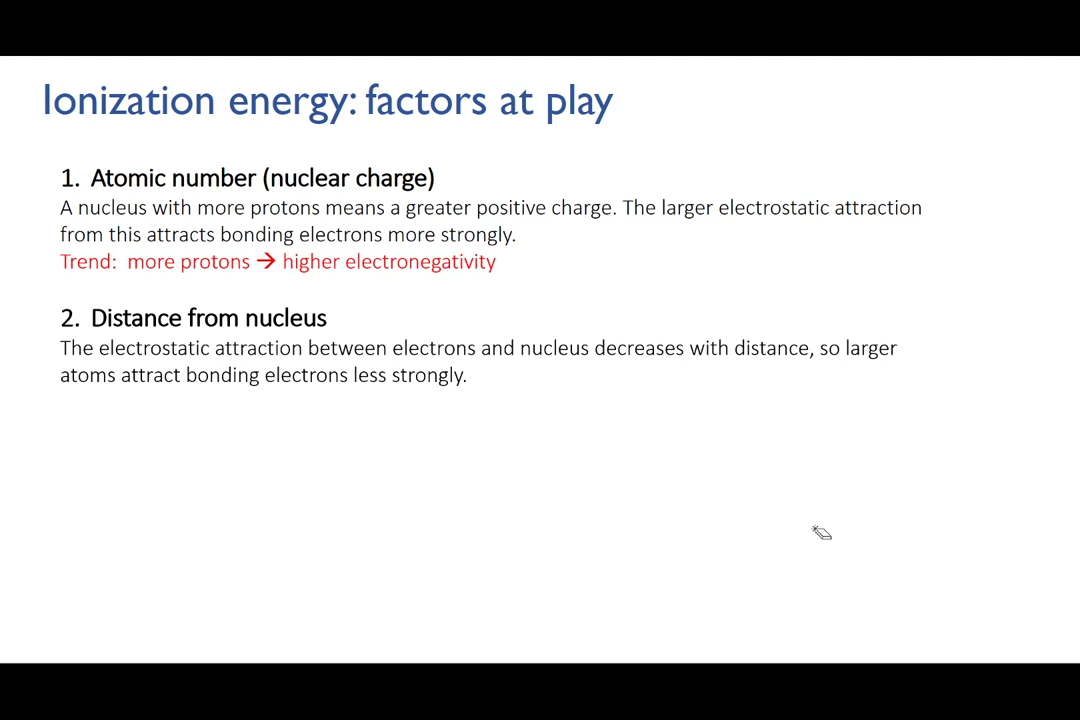 Ionization energy: factors at play
1. Atomic number (nuclear charge)
A nucleus with more protons means a greater positive charge. The larger electrostatic attraction
from this attracts bonding electrons more strongly.
Trend: more protons → higher electronegativity
2. Distance from nucleus
The electrostatic attraction between electrons and nucleus decreases with distance, so larger
atoms attract bonding electrons less strongly.